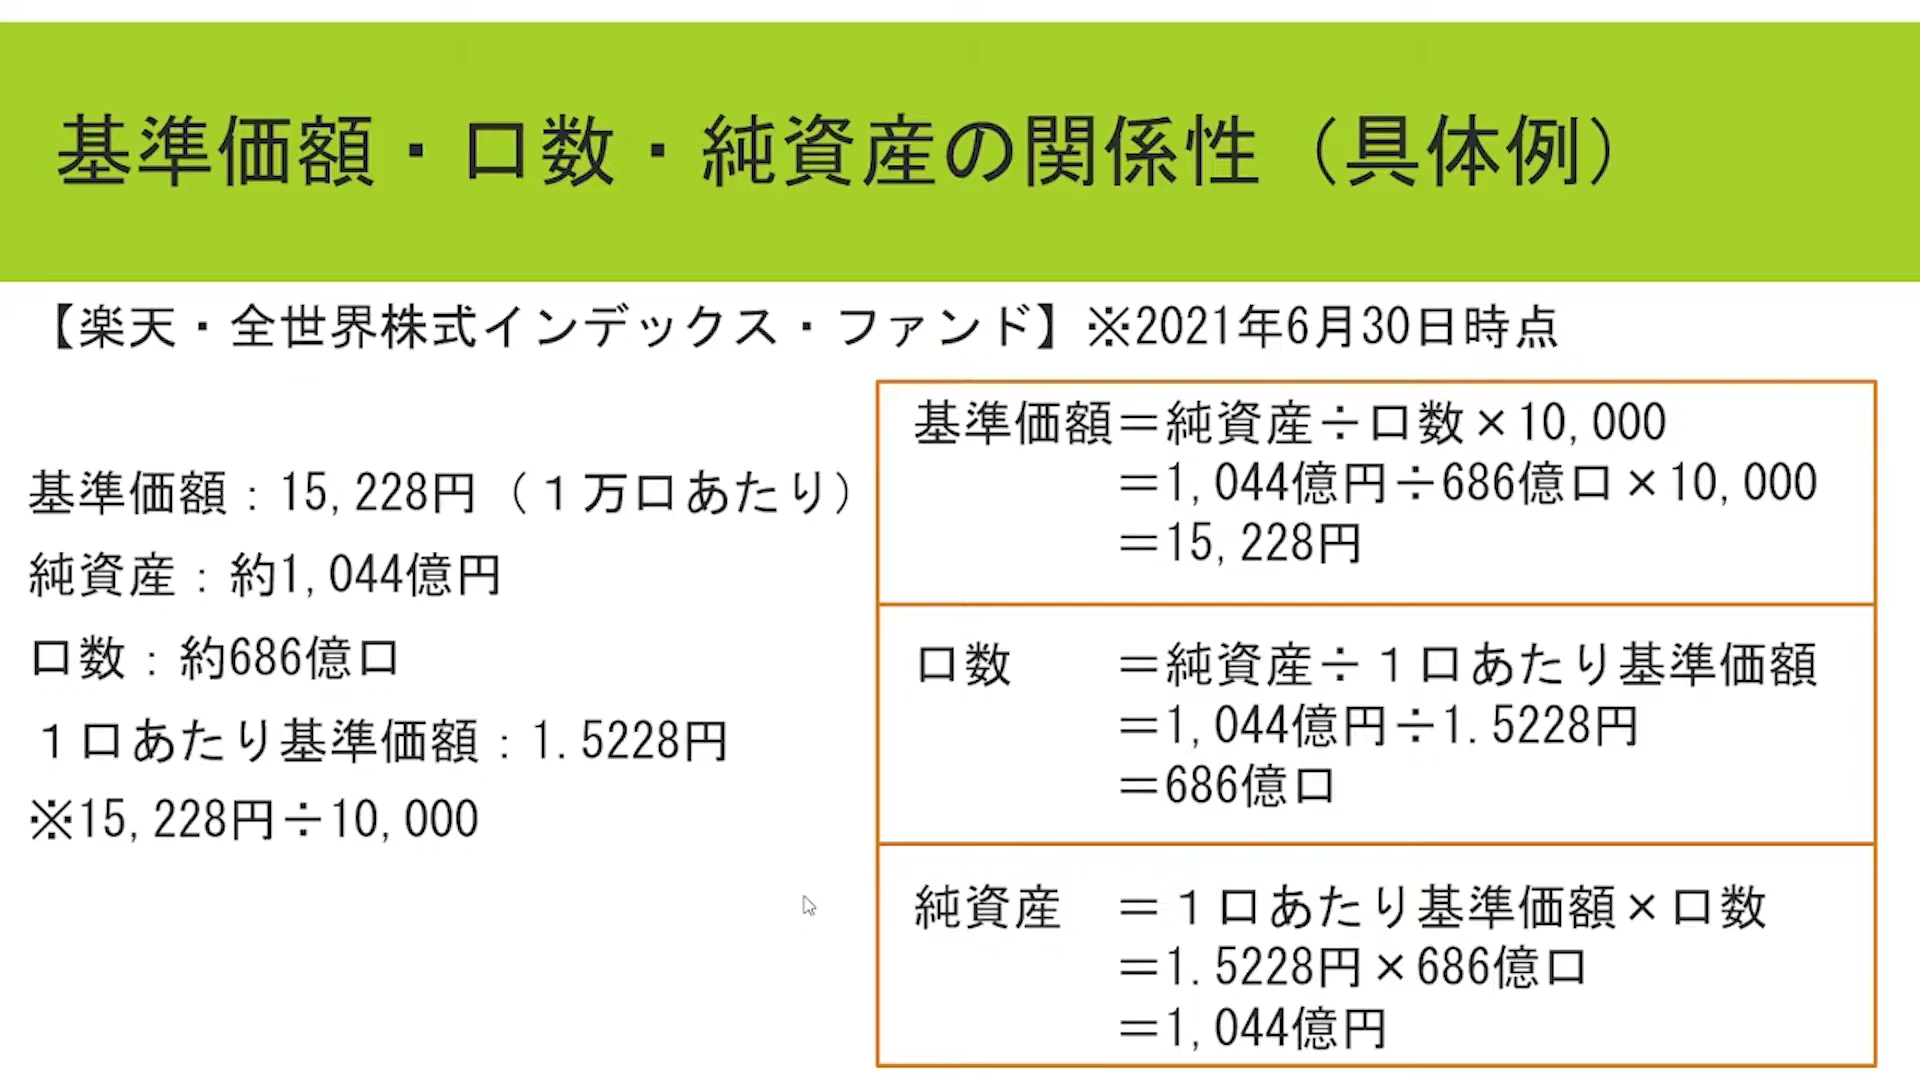 基準価額・口数・純資産の関係性（具体例）
【楽天・全世界株式インデックス・ファンド】※2021年6月30日時点
基準価額：15,228円（１万口あたり）
純資産：約1,044億円
口数：約686億口
１口あたり基準価額：1.5228円
※15,228円÷10,000
基準価額＝純資産÷口数×10,000
＝1,044億円÷686億口×10,000
＝15,228円
口数　　＝純資産÷１口あたり基準価額
＝1,044億円÷1.5228円
＝686億口
純資産　＝１口あたり基準価額×口数
＝1.5228円×686億口
＝1,044億円